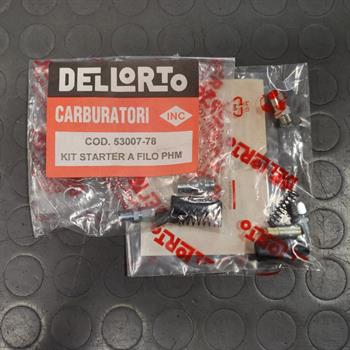 DELLORTO
CARBURATORI
INC
COD. 53007-78
KIT STARTER A FILO PHM